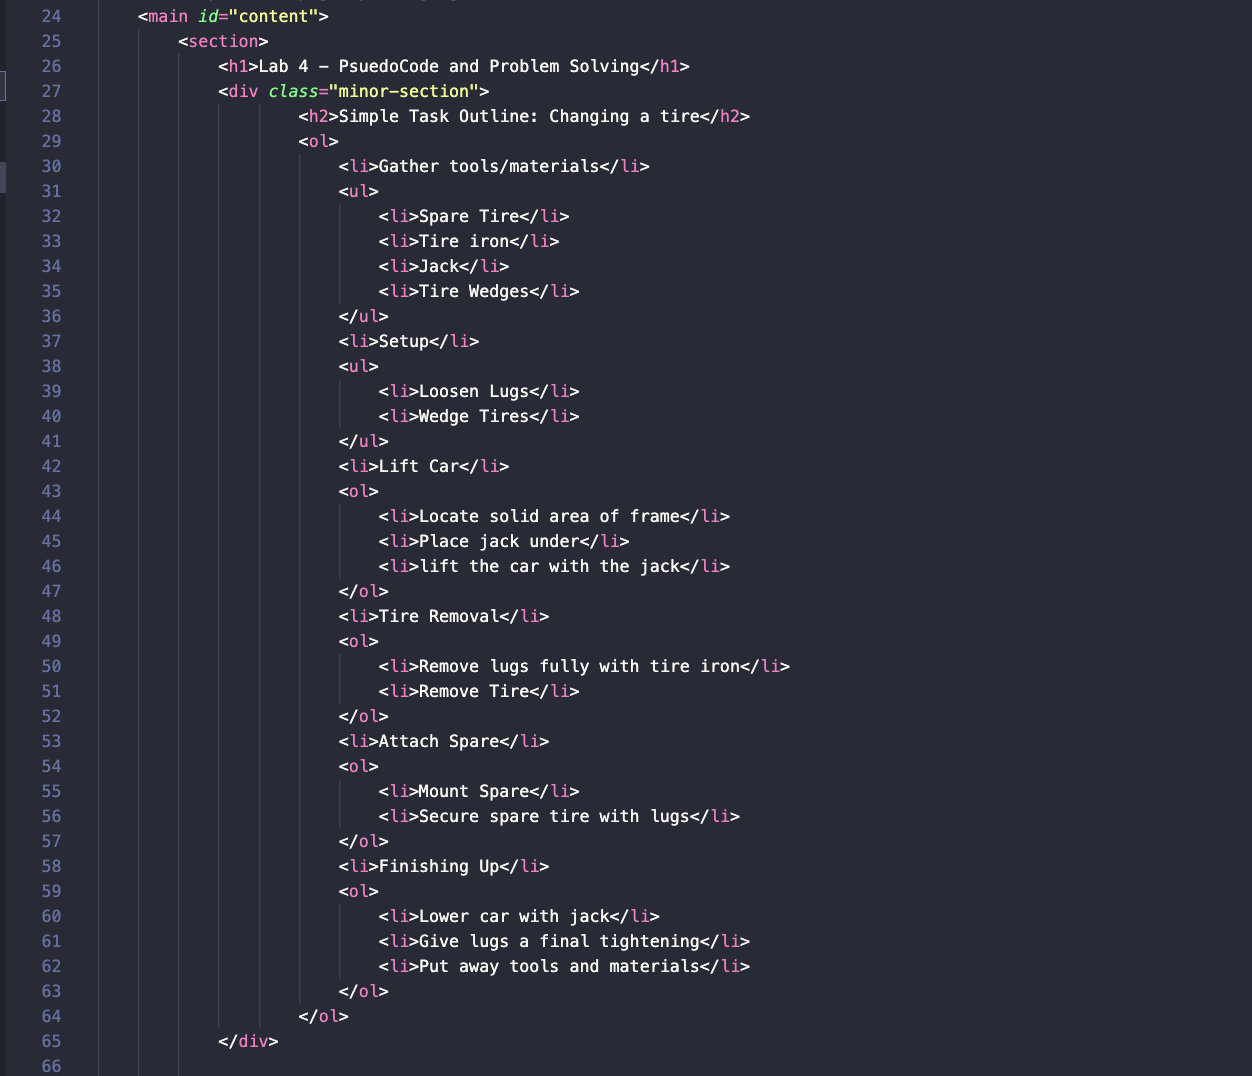 24 <main id="content">
25 <section>
26 <h1>Lab 4 – PsuedoCode and Problem Solving</h1>
27 <div class="minor-section">
28 <h2>Simple Task Outline: Changing a tire</h2>
29 <ol>
30 <li>Gather tools/materials</li>
31 <ul>
32 <li>Spare Tire</li>
33 <li>Tire iron</li>
34 <li>Jack</li>
35 <li>Tire Wedges</li>
36 </ul>
37 <li>Setup</li>
38 <ul>
39 <li>Loosen Lugs</li>
40 <li>Wedge Tires</li>
41 </ul>
42 <li>Lift Car</li>
43 <ol>
44 <li>Locate solid area of frame</li>
45 <li>Place jack under</li>
46 <li>lift the car with the jack</li>
47 </ol>
48 <li>Tire Removal</li>
49 <ol>
50 <li>Remove lugs fully with tire iron</li>
51 <li>Remove Tire</li>
52 </ol>
53 <li>Attach Spare</li>
54 <ol>
55 <li>Mount Spare</li>
56 <li>Secure spare tire with lugs</li>
57 </ol>
58 <li>Finishing Up</li>
59 <ol>
60 <li>Lower car with jack</li>
61 <li>Give lugs a final tightening</li>
62 <li>Put away tools and materials</li>
63 </ol>
64 </ol>
65 </div>
66